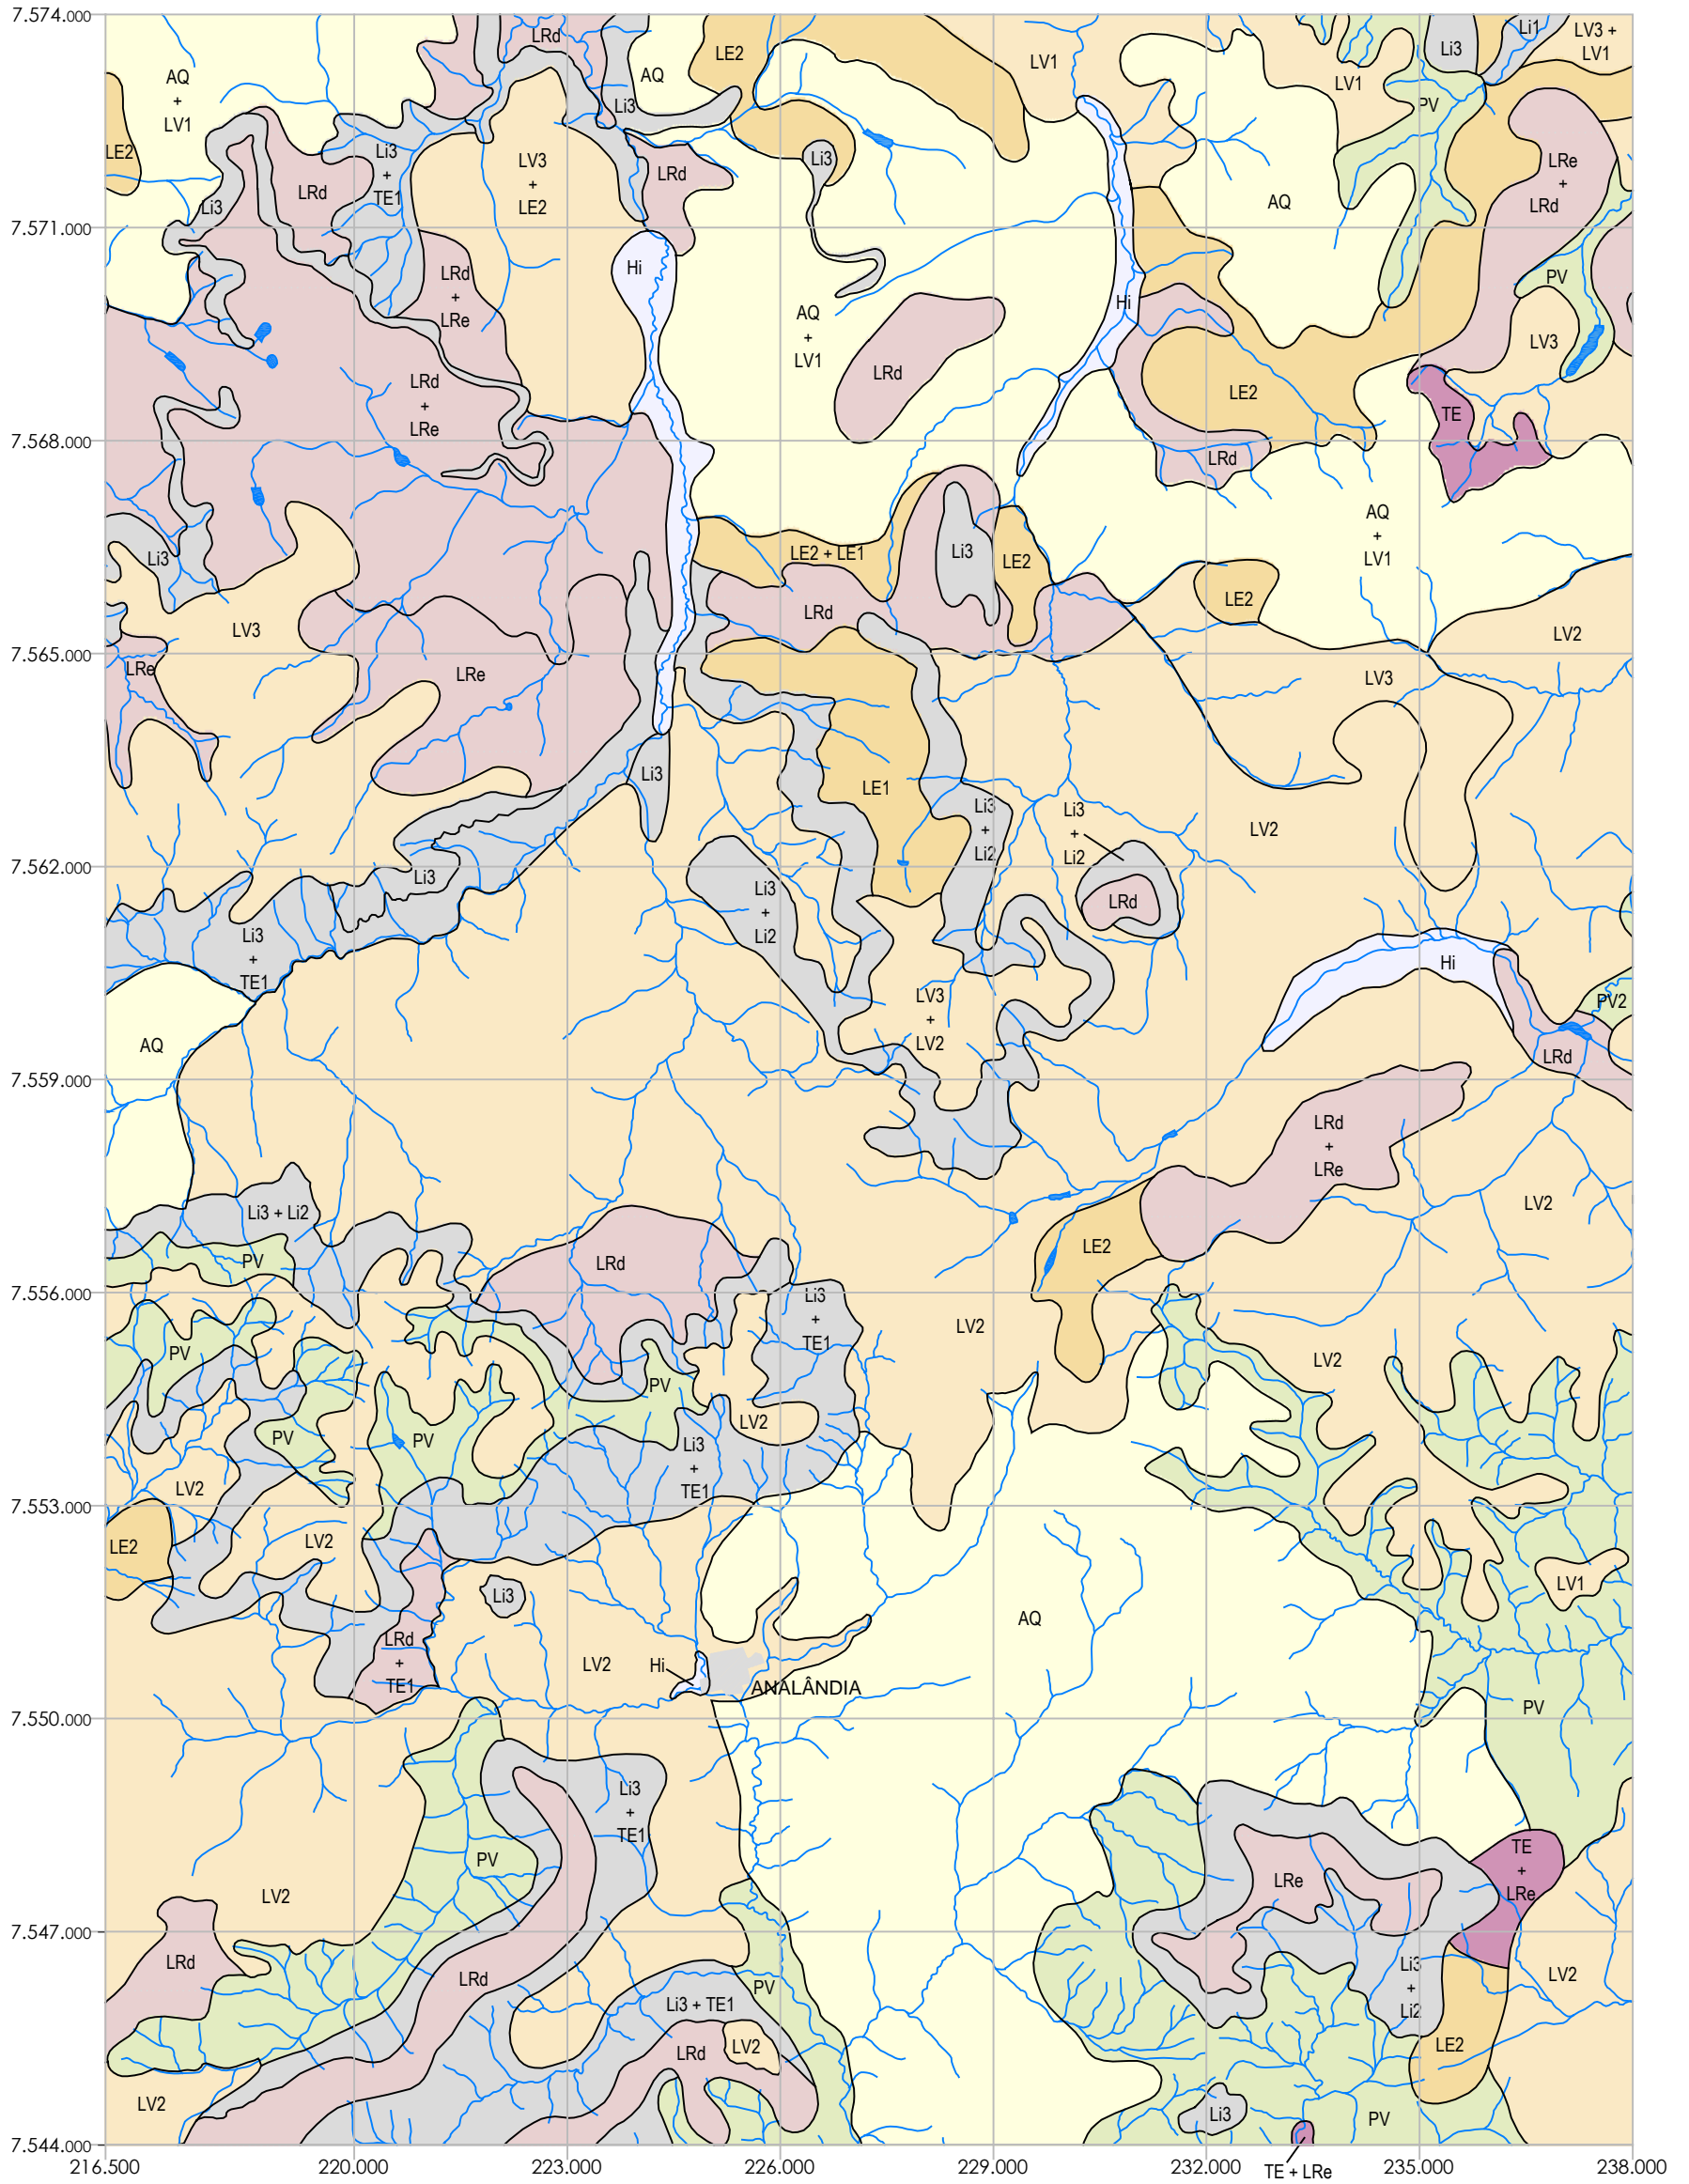 7.574.000
LRd
LE2
AQ
LV1
Li3
Li1
LV3 +
LV1
AQ
+
LV1
Li3
LV1
PV
LE2
Li3
+
TE1
LV3
+
LE2
Li3
LRd
LRe
+
LRd
LRd
Li3
AQ
7.571.000
Hi
LRd
+
LRe
Hi
PV
AQ
+
LV1
LV3
LRd
LRd
+
LRe
LE2
TE
7.568.000
LRd
AQ
+
LV1
Li3
LE2 + LE1
Li3
LE2
LE2
LV3
LRd
LV2
7.565.000
LRe
LRe
LV3
Li3
LE1
Li3
+
Li2
Li3
+
Li2
LV2
7.562.000
Li3
Li3
+
Li2
LRd
Li3
+
TE1
Hi
LV3
+
LV2
PV2
AQ
LRd
7.559.000
LRd
+
LRe
Li3 + Li2
LV2
PV
LRd
LE2
7.556.000
Li3
+
TE1
LV2
PV
LV2
PV
LV2
PV
PV
Li3
+
TE1
LV2
7.553.000
LE2
LV2
LV1
Li3
AQ
LRd
+
TE1
LV2
Hi
ANALÂNDIA
PV
7.550.000
Li3
+
TE1
PV
TE
+
LRe
LV2
LRe
7.547.000
LRd
LRd
PV
Li3
+
Li2
LV2
Li3 + TE1
LV2
LRd
LE2
LV2
Li3
PV
7.544.000
216.500
220.000
223.000
226.000
229.000
232.000
235.000
238.000
TE + LRe